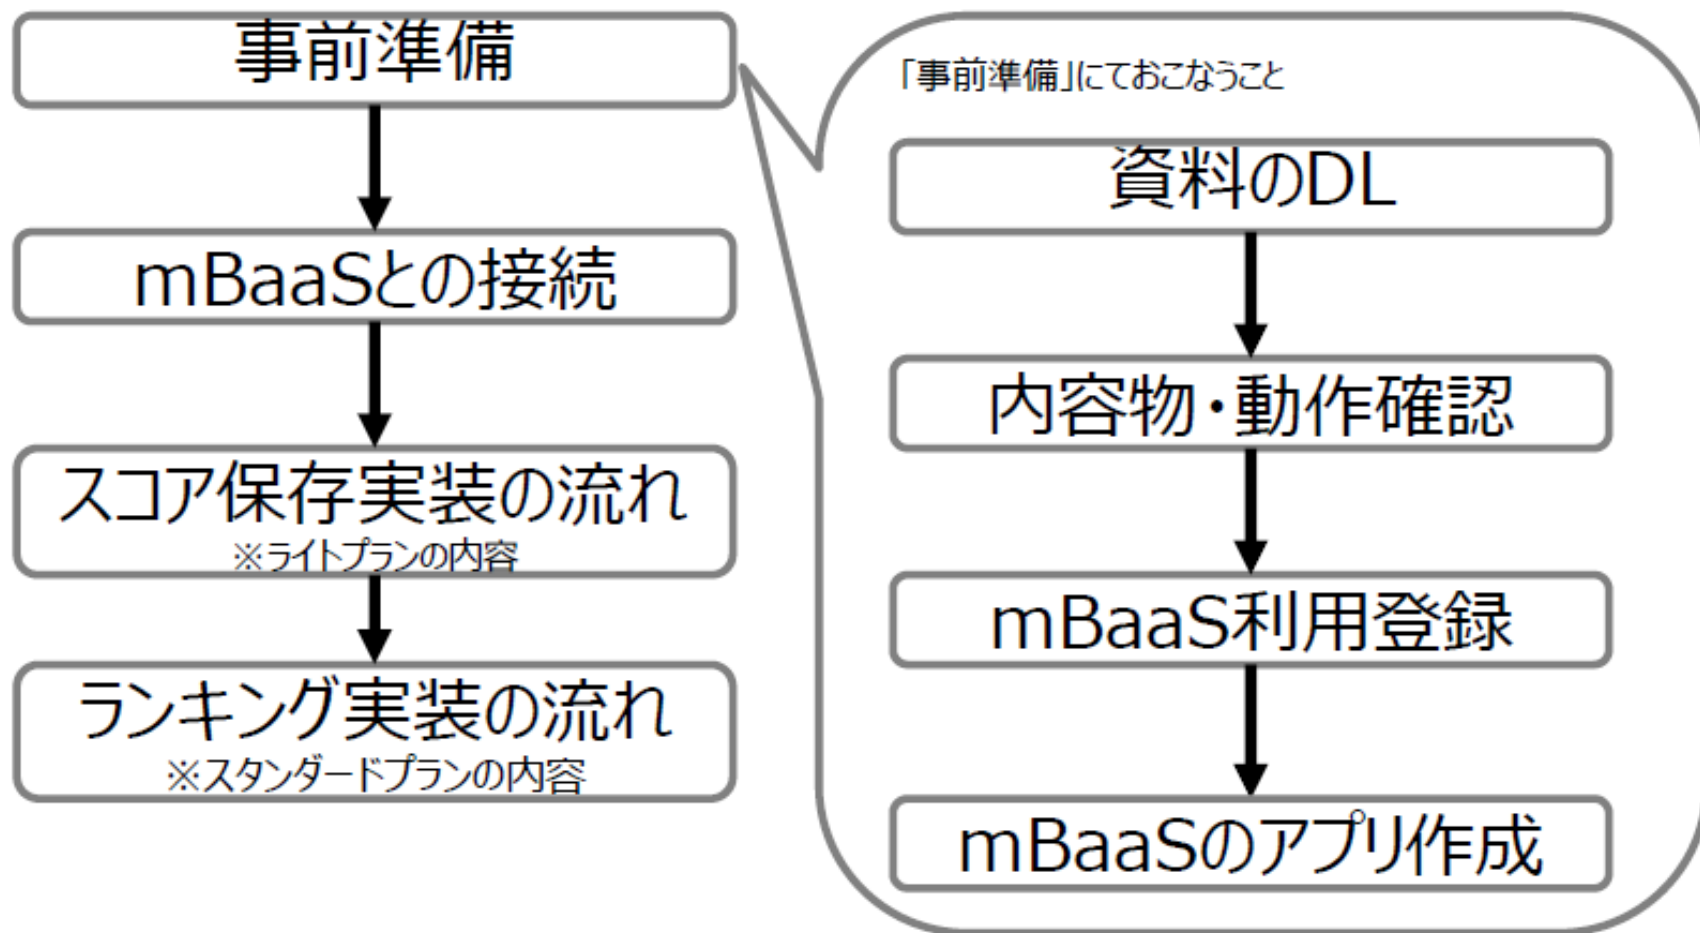 事前準備
mBaaSとの接続
スコア保存実装の流れ
※ライトプランの内容
ランキング実装の流れ
※スタンダードプランの内容
「事前準備」にておこなうこと
資料のDL
内容物・動作確認
mBaaS利用登録
mBaaSのアプリ作成